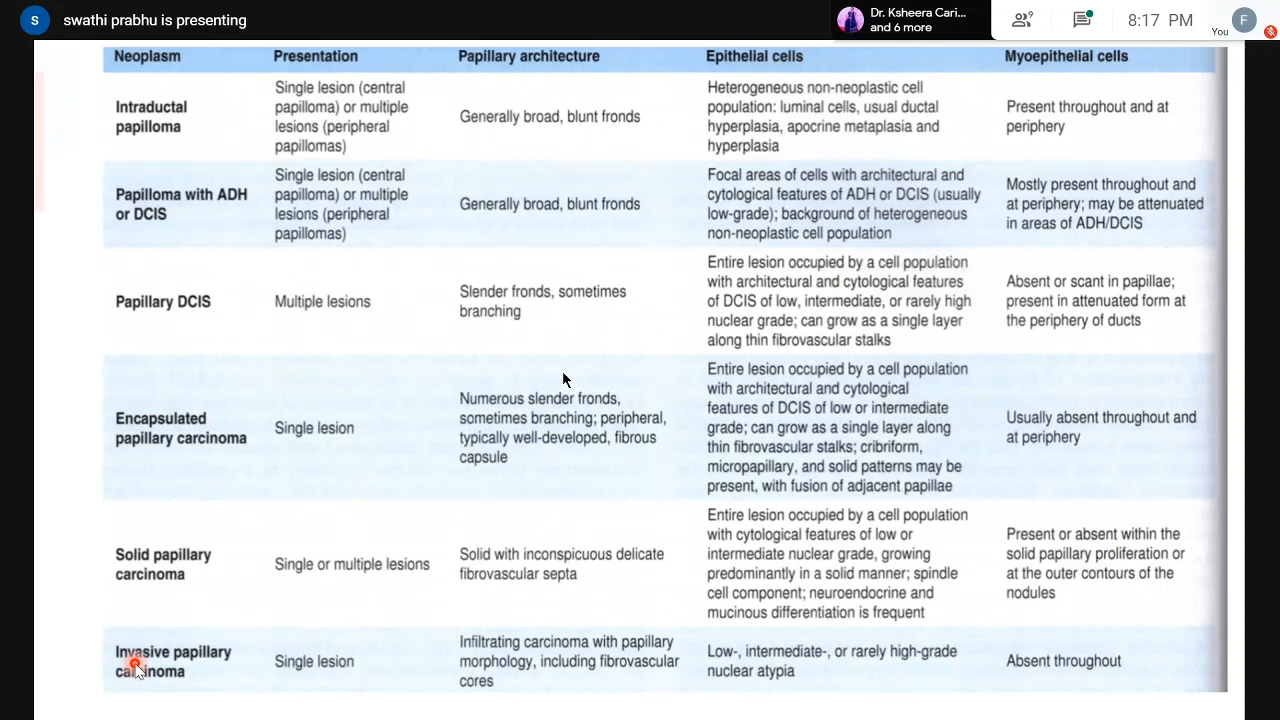 S swathi prabhu is presenting
Dr. Ksheera Cari...
and 6 more
9
8:17 PM
F
You
Neoplasm Presentation Papillary architecture Epithelial cells Myoepithelial cells
Intraductal
papilloma
Single lesion (central
papilloma) or multiple
lesions (peripheral
papillomas)
Generally broad, blunt fronds
Heterogeneous non-neoplastic cell
population: luminal cells, usual ductal
hyperplasia, apocrine metaplasia and
hyperplasia
Present throughout and at
periphery
Papilloma with ADH
or DCIS
Single lesion (central
papilloma) or multiple
lesions (peripheral
papillomas)
Generally broad, blunt fronds
Focal areas of cells with architectural and
cytological features of ADH or DCIS (usually
low-grade); background of heterogeneous
non-neoplastic cell population
Mostly present throughout and
at periphery; may be attenuated
in areas of ADH/DCIS
Papillary DCIS
Multiple lesions
Slender fronds, sometimes
branching
Entire lesion occupied by a cell population
with architectural and cytological features
of DCIS of low, intermediate, or rarely high
nuclear grade; can grow as a single layer
along thin fibrovascular stalks
Absent or scant in papillae;
present in attenuated form at
the periphery of ducts
Encapsulated
papillary carcinoma
Single lesion
Numerous slender fronds,
sometimes branching; peripheral,
typically well-developed, fibrous
capsule
Entire lesion occupied by a cell population
with architectural and cytological
features of DCIS of low or intermediate
grade; can grow as a single layer along
thin fibrovascular stalks; cribriform,
micropapillary, and solid patterns may be
present, with fusion of adjacent papillae
Usually absent throughout and
at periphery
Solid papillary
carcinoma
Single or multiple lesions
Solid with inconspicuous delicate
fibrovascular septa
Entire lesion occupied by a cell population
with cytological features of low or
intermediate nuclear grade, growing
predominantly in a solid manner; spindle
cell component; neuroendocrine and
mucinous differentiation is frequent
Present or absent within the
solid papillary proliferation or
at the outer contours of the
nodules
Invasive papillary
carcinoma
Single lesion
Infiltrating carcinoma with papillary
morphology, including fibrovascular
cores
Low-, intermediate-, or rarely high-grade
nuclear atypia
Absent throughout